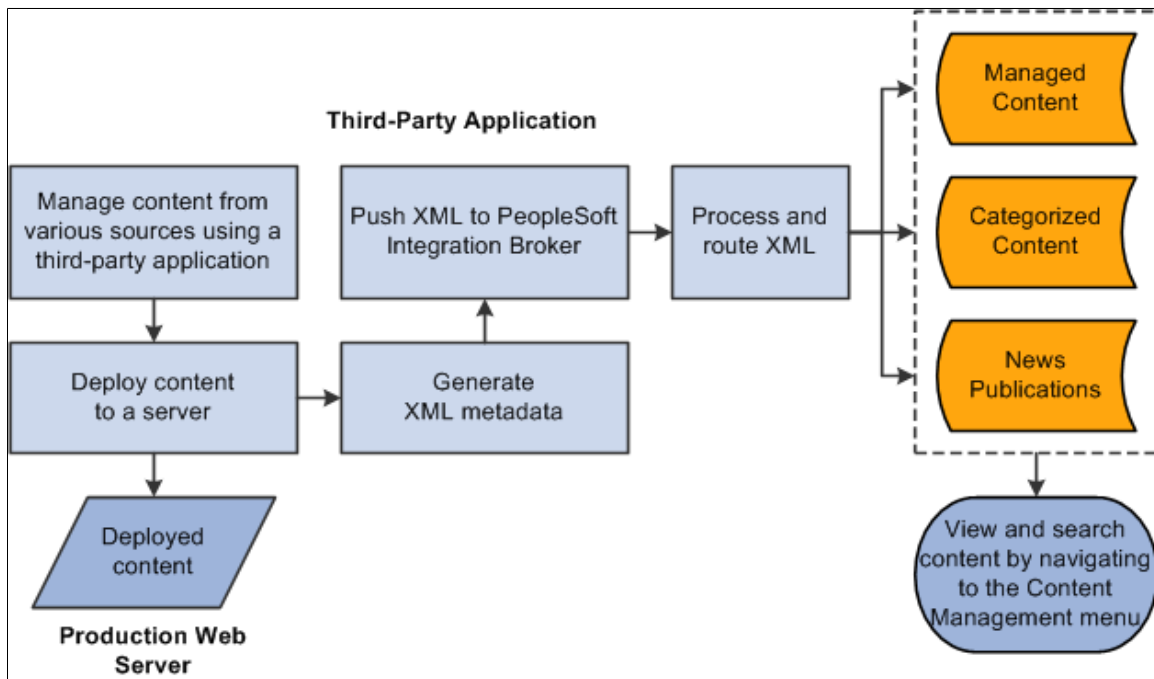 Third-Party Application
Manage content from
various sources using a
third-party application
Push XML to PeopleSoft
Integration Broker
Process and
route XML
Managed
Content
Categorized
Content
News
Publications
Deploy content
to a server
Generate
XML metadata
Deployed
content
Production Web
Server
View and search
content by navigating
to the Content
Management menu